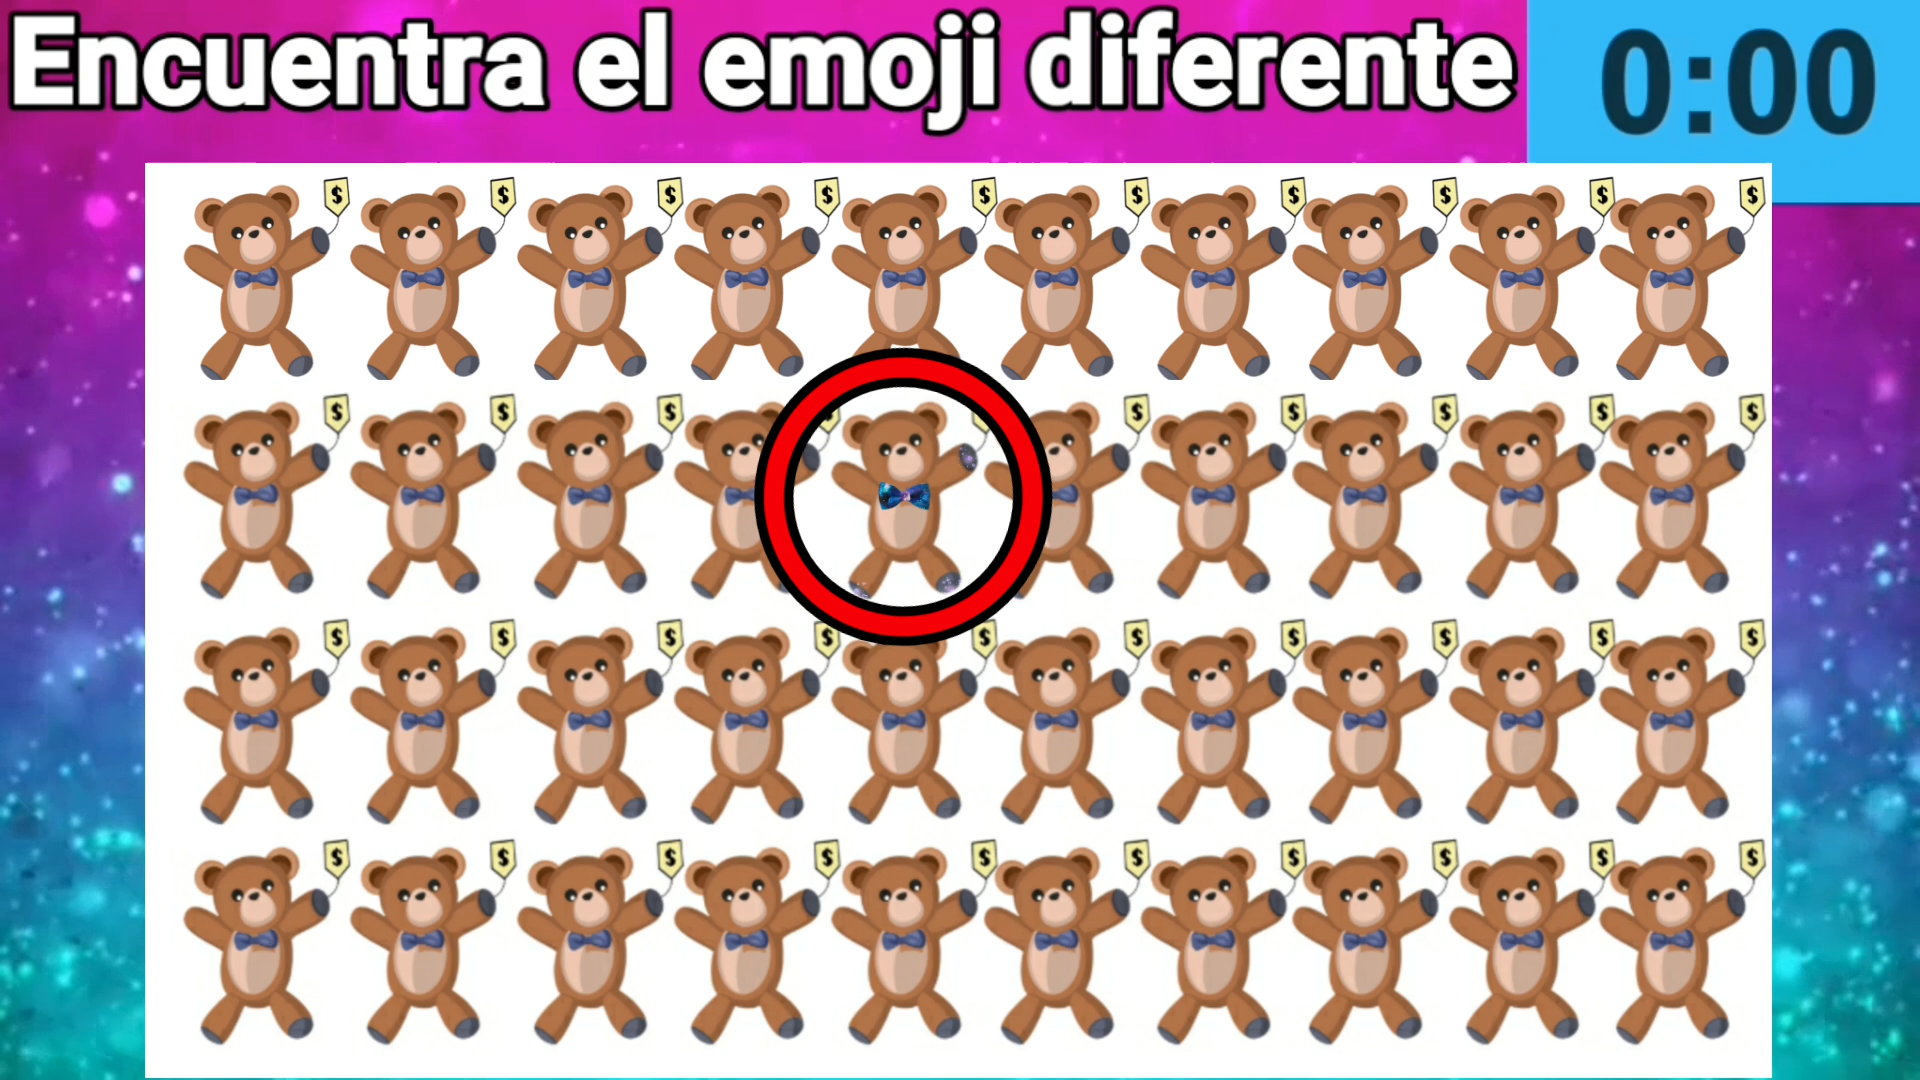 Encuentra el emoji diferente
0:00
$ $ $ $ $ $ $ $ $ $
$ $ $ $ $ $ $ $
$ $ $ $ $ $ $ $ $ $
$ $ $ $ $ $ $ $ $ $